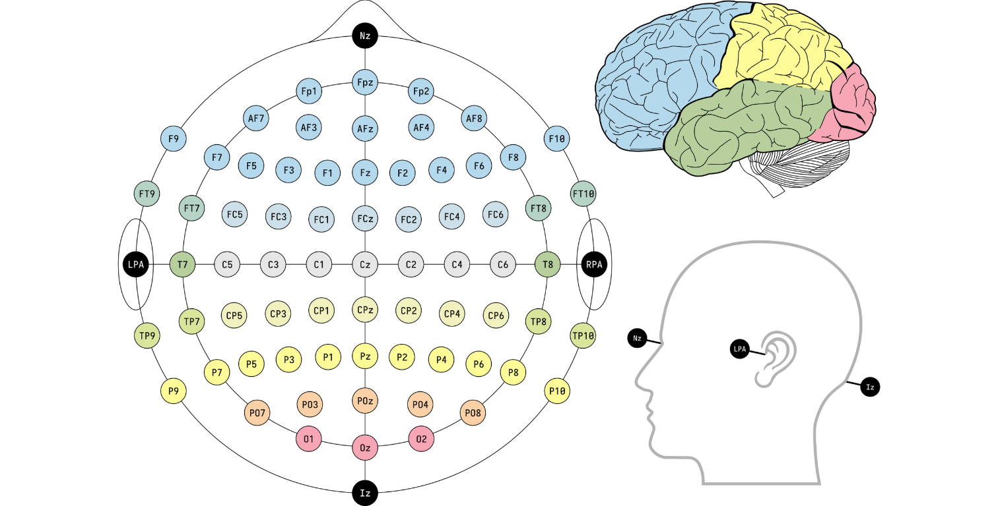 Nz
Fp1 Fpz Fp2
AF7 AF3 AFz AF4 AF8
F9 F7 F5 F3 F1 Fz F2 F4 F6 F8 F10
FT9 FT7 FC5 FC3 FC1 FCz FC2 FC4 FC6 FT8 FT10
LPA T7 C5 C3 C1 Cz C2 C4 C6 T8 RPA
TP9 TP7 CP5 CP3 CP1 CPz CP2 CP4 CP6 TP8 TP10
P9 P7 P5 P3 P1 Pz P2 P4 P6 P8 P10
PO7 PO3 POz PO4 PO8
O1 Oz O2
Iz
Nz
LPA
Iz